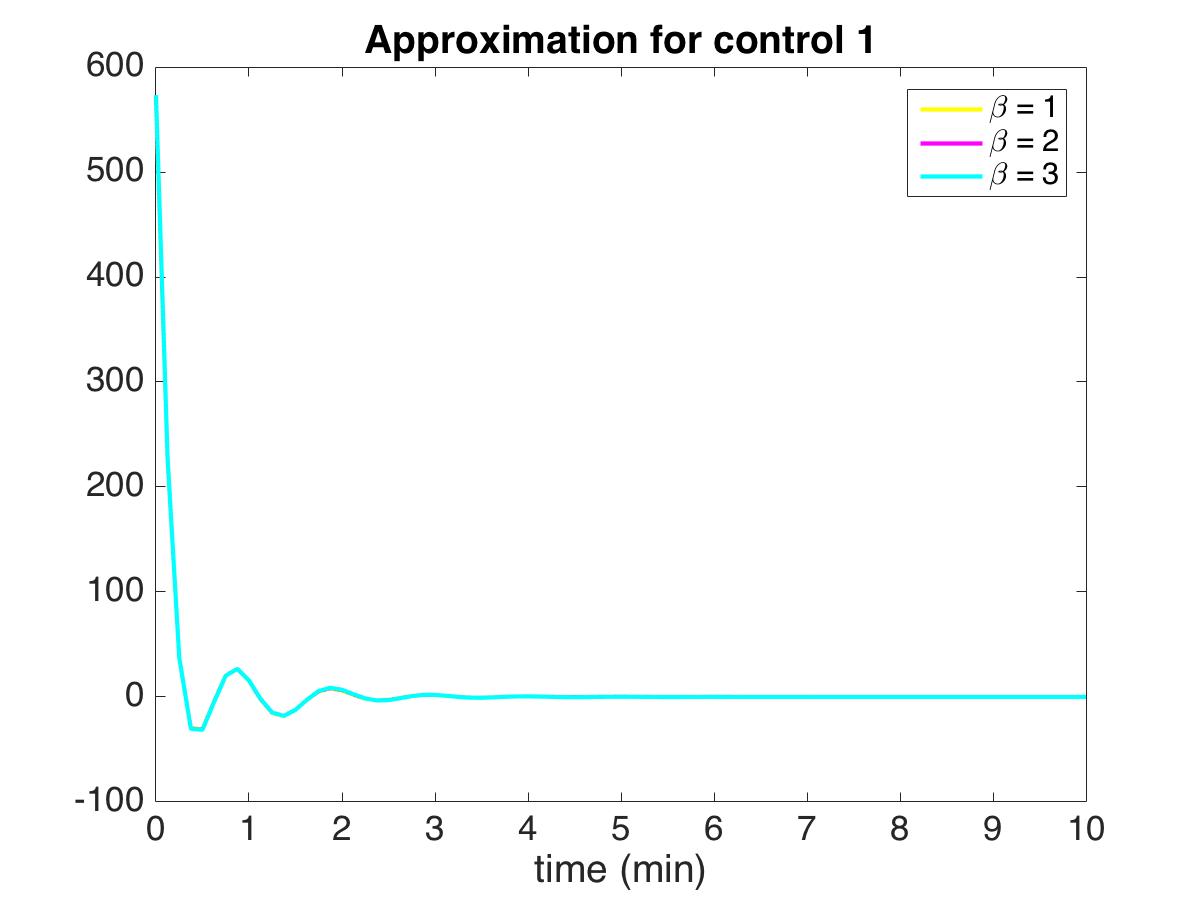 Approximation for control 1
600
500
400
300
200
100
0
-100
β = 1
β = 2
β = 3
0 1 2 3 4 5 6 7 8 9 10
time (min)